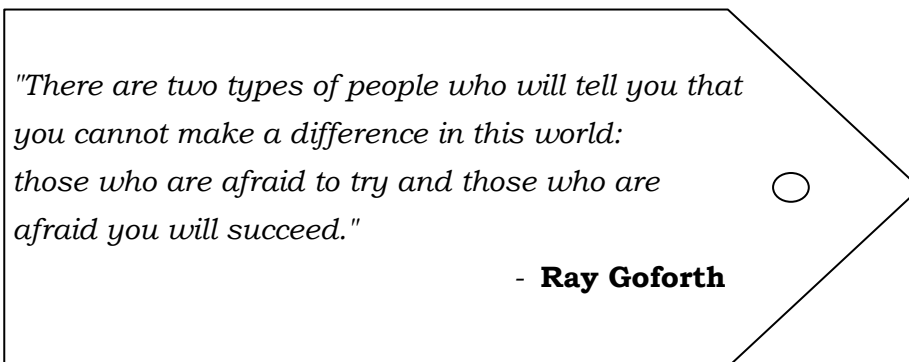 "There are two types of people who will tell you that
you cannot make a difference in this world:
those who are afraid to try and those who are
afraid you will succeed."
- Ray Goforth